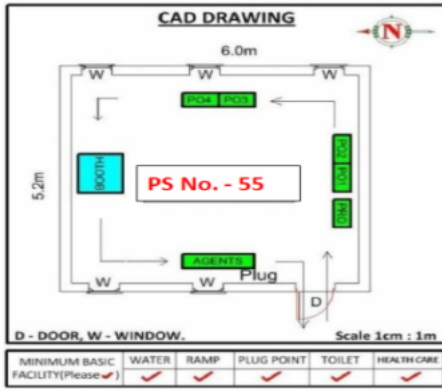 CAD DRAWING
N
6.0m
W W W
PO4 PO3
PO2 PO1
PRO
BOOTH
5.2m
PS No. - 55
AGENTS
Plug
W W
D
D - DOOR, W - WINDOW.
Scale 1cm : 1m
MINIMUM BASIC FACILITY(Please✔)
WATER ✔
RAMP ✔
PLUG POINT ✔
TOILET ✔
HEALTH CARE ✔